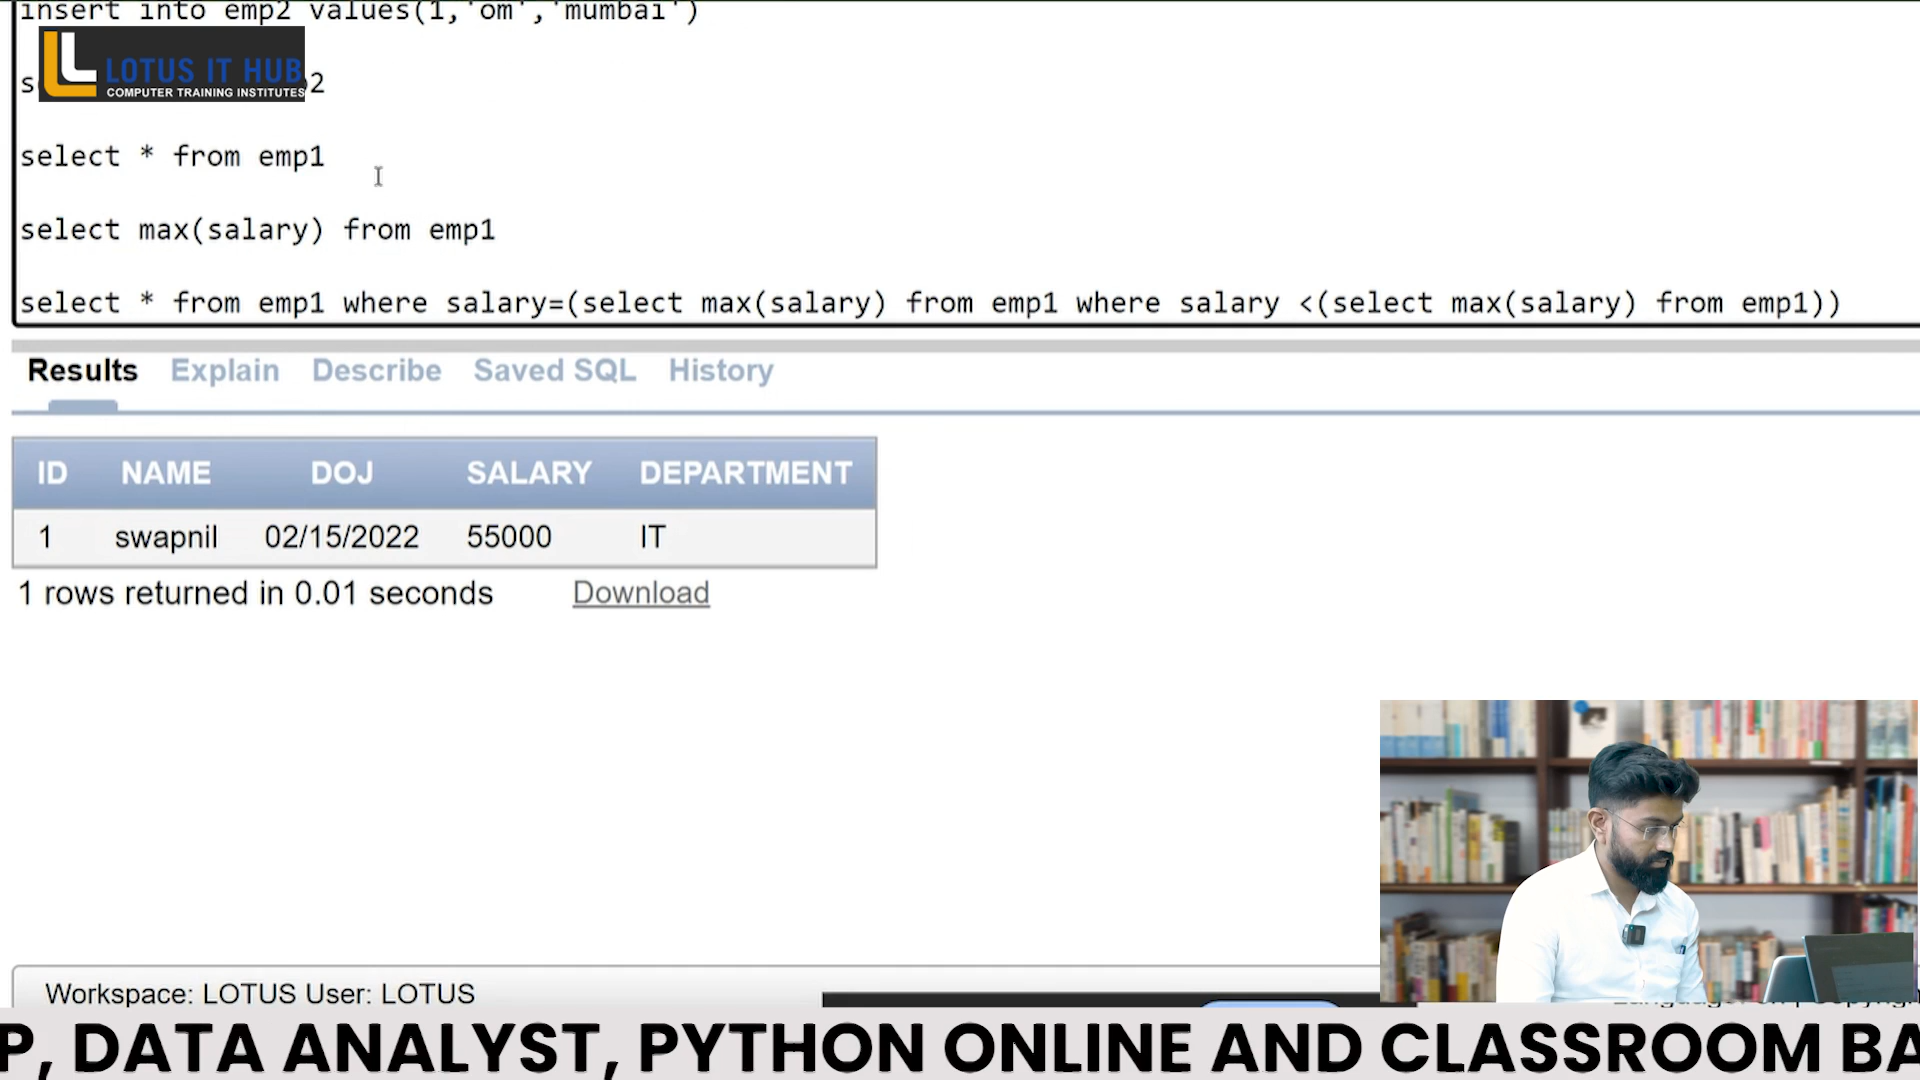 insert into emp2 values(1,'om','mumbai')
LOTUS IT HUB
COMPUTER TRAINING INSTITUTES
select * from emp1
select max(salary) from emp1
select * from emp1 where salary=(select max(salary) from emp1 where salary <(select max(salary) from emp1))
Results Explain Describe Saved SQL History
ID NAME DOJ SALARY DEPARTMENT
1 swapnil 02/15/2022 55000 IT
1 rows returned in 0.01 seconds Download
Workspace: LOTUS User: LOTUS
P, DATA ANALYST, PYTHON ONLINE AND CLASSROOM BA